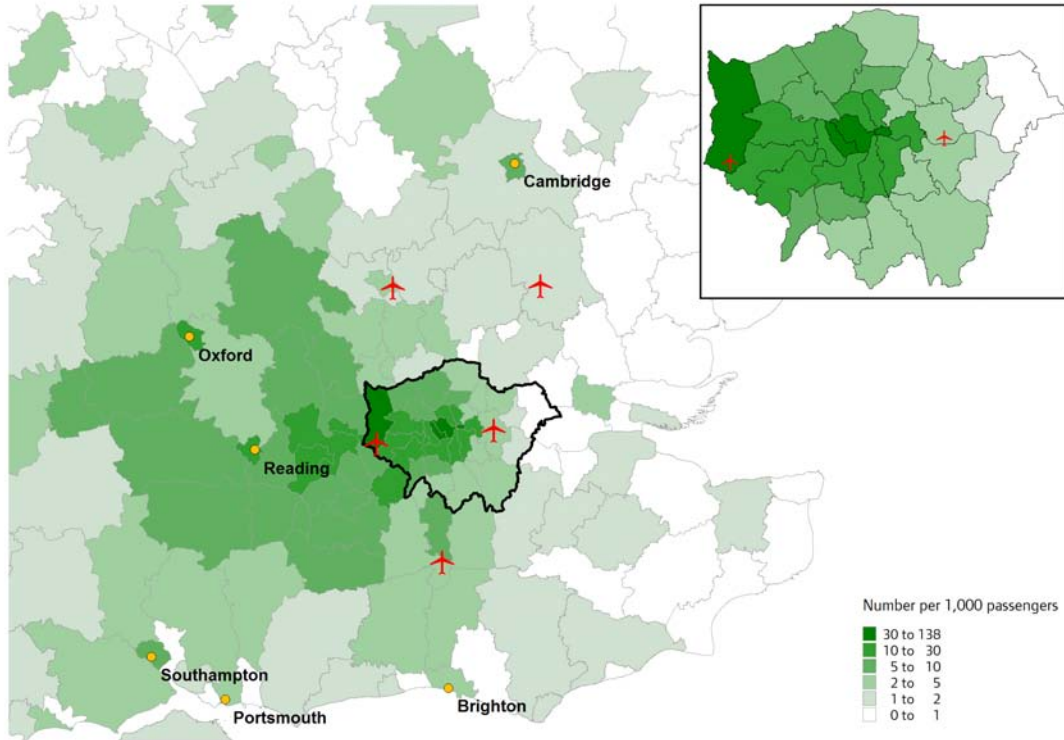 Cambridge
Oxford
Reading
Southampton
Portsmouth
Brighton
Number per 1,000 passengers
30 to 138
10 to 30
5 to 10
2 to 5
1 to 2
0 to 1